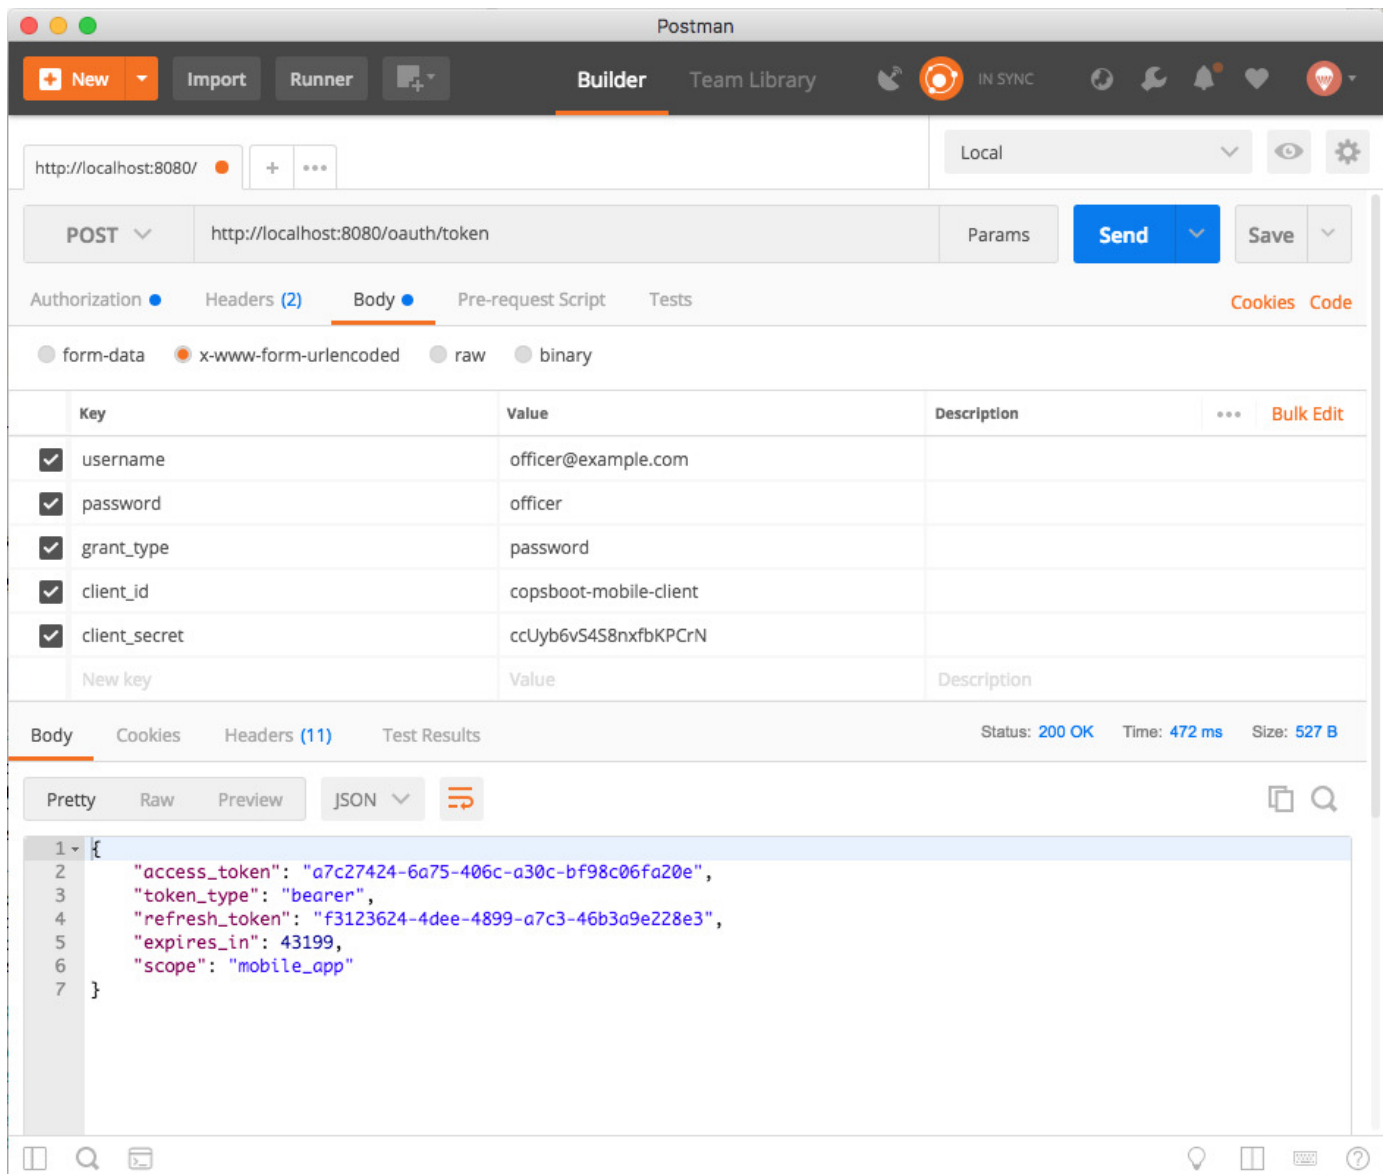 Postman
New Import Runner Builder Team Library IN SYNC
http://localhost:8080/ Local
POST http://localhost:8080/oauth/token Params Send Save
Authorization Headers (2) Body Pre-request Script Tests Cookies Code
form-data x-www-form-urlencoded raw binary
Key Value Description Bulk Edit
username officer@example.com
password officer
grant_type password
client_id copsboot-mobile-client
client_secret ccUyb6vS4S8nxfbKPCrN
New key Value Description
Body Cookies Headers (11) Test Results Status: 200 OK Time: 472 ms Size: 527 B
Pretty Raw Preview JSON
1 {
2 "access_token": "a7c27424-6a75-406c-a30c-bf98c06fa20e",
3 "token_type": "bearer",
4 "refresh_token": "f3123624-4dee-4899-a7c3-46b3a9e228e3",
5 "expires_in": 43199,
6 "scope": "mobile_app"
7 }